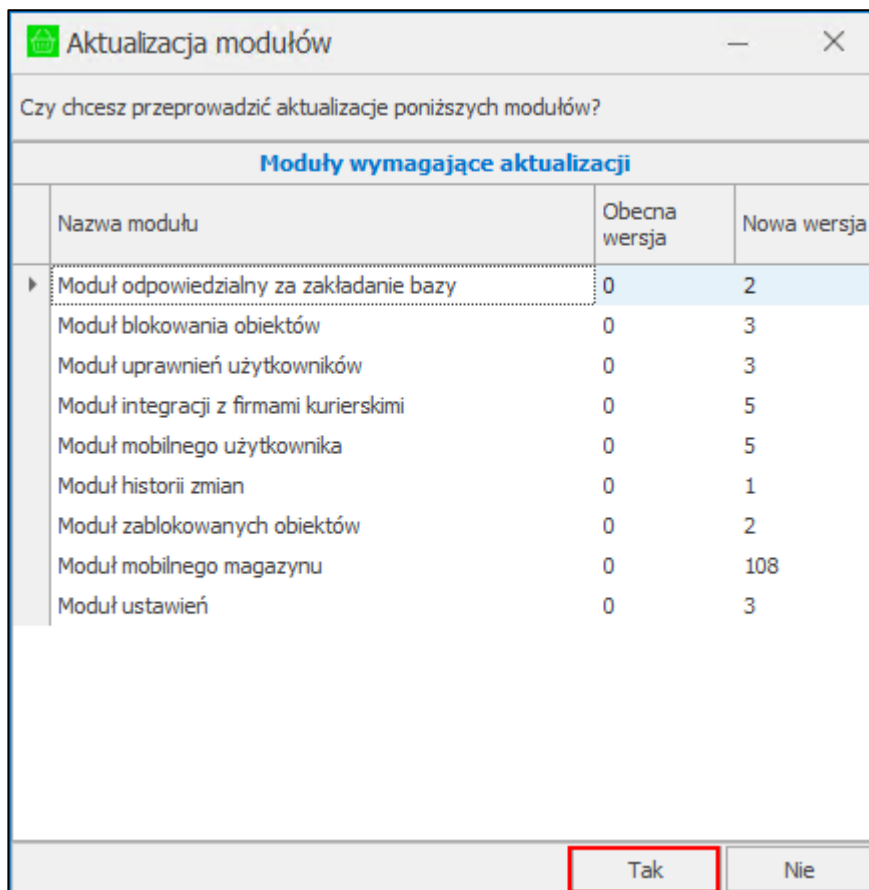 Aktualizacja modułów
Czy chcesz przeprowadzić aktualizacje poniższych modułów?
Moduły wymagające aktualizacji
Nazwa modułu Obecna wersja Nowa wersja
Moduł odpowiedzialny za zakładanie bazy 0 2
Moduł blokowania obiektów 0 3
Moduł uprawnień użytkowników 0 3
Moduł integracji z firmami kurierskimi 0 5
Moduł mobilnego użytkownika 0 5
Moduł historii zmian 0 1
Moduł zablokowanych obiektów 0 2
Moduł mobilnego magazynu 0 108
Moduł ustawień 0 3
Tak Nie